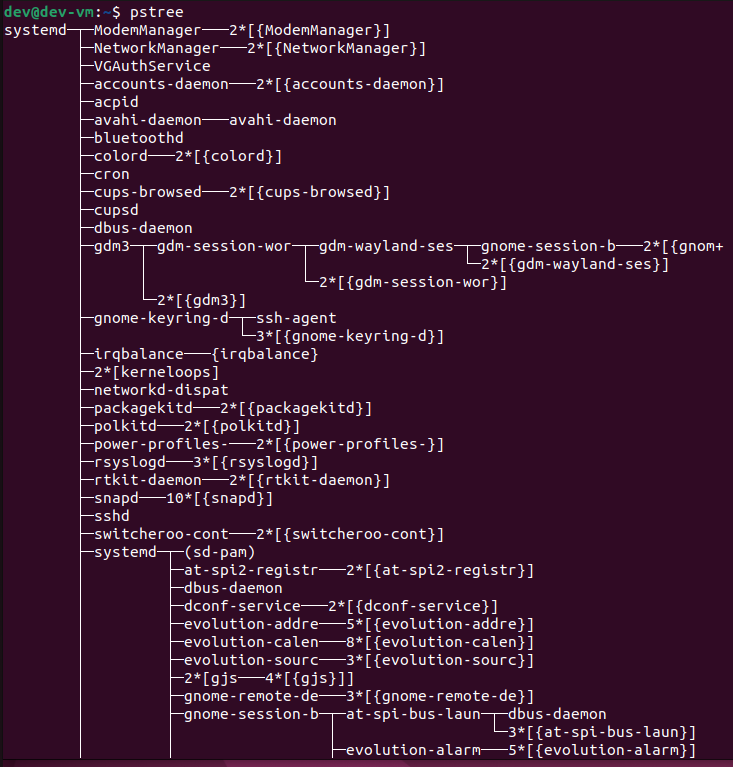 dev@dev-vm:~$ pstree
systemd─┬─ModemManager───2*[{ModemManager}]
        ├─NetworkManager───2*[{NetworkManager}]
        ├─VGAuthService
        ├─accounts-daemon───2*[{accounts-daemon}]
        ├─acpid
        ├─avahi-daemon───avahi-daemon
        ├─bluetoothd
        ├─colord───2*[{colord}]
        ├─cron
        ├─cups-browsed───2*[{cups-browsed}]
        ├─cupsd
        ├─dbus-daemon
        ├─gdm3─┬─gdm-session-wor─┬─gdm-wayland-ses─┬─gnome-session-b───2*[{gnom+
        │      │                 │                 └─2*[{gdm-wayland-ses}]
        │      │                 └─2*[{gdm-session-wor}]
        │      └─2*[{gdm3}]
        ├─gnome-keyring-d─┬─ssh-agent
        │                 └─3*[{gnome-keyring-d}]
        ├─irqbalance───{irqbalance}
        ├─2*[kerneloops]
        ├─networkd-dispat
        ├─packagekitd───2*[{packagekitd}]
        ├─polkitd───2*[{polkitd}]
        ├─power-profiles-───2*[{power-profiles-}]
        ├─rsyslogd───3*[{rsyslogd}]
        ├─rtkit-daemon───2*[{rtkit-daemon}]
        ├─snapd───10*[{snapd}]
        ├─sshd
        ├─switcheroo-cont───2*[{switcheroo-cont}]
        ├─systemd─┬─(sd-pam)
        │         ├─at-spi2-registr───2*[{at-spi2-registr}]
        │         ├─dbus-daemon
        │         ├─dconf-service───2*[{dconf-service}]
        │         ├─evolution-addre───5*[{evolution-addre}]
        │         ├─evolution-calen───8*[{evolution-calen}]
        │         ├─evolution-sourc───3*[{evolution-sourc}]
        │         ├─2*[gjs───4*[{gjs}]]
        │         ├─gnome-remote-de───3*[{gnome-remote-de}]
        │         ├─gnome-session-b─┬─at-spi-bus-laun─┬─dbus-daemon
        │         │                 │                 └─3*[{at-spi-bus-laun}]
        │         │                 ├─evolution-alarm───5*[{evolution-alarm}]